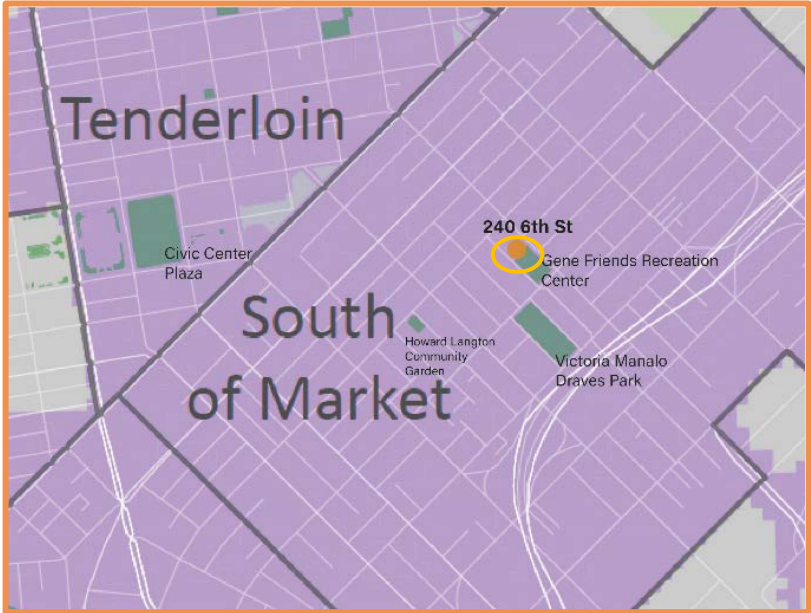 Tenderloin
240 6th St
Civic Center
Plaza
Gene Friends Recreation
Center
South
of Market
Howard Langton
Community
Garden
Victoria Manalo
Draves Park